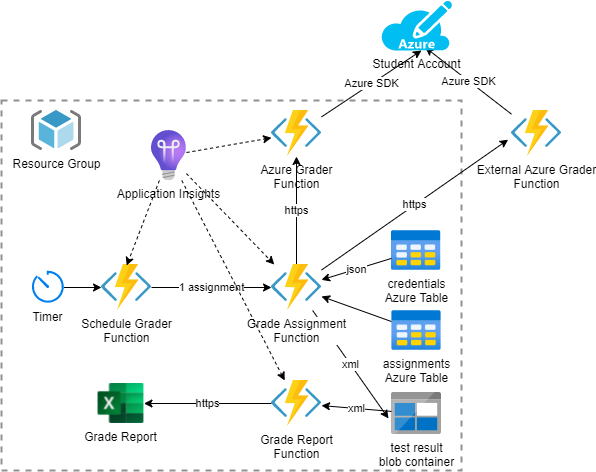 Azure
Student Account
Azure SDK
Azure SDK
Resource Group
Application Insights
Azure Grader
Function
External Azure Grader
Function
https
https
json
credentials
Azure Table
Timer
Schedule Grader
Function
1 assignment
Grade Assignment
Function
assignments
Azure Table
xml
Grade Report
https
Grade Report
Function
xml
test result
blob container